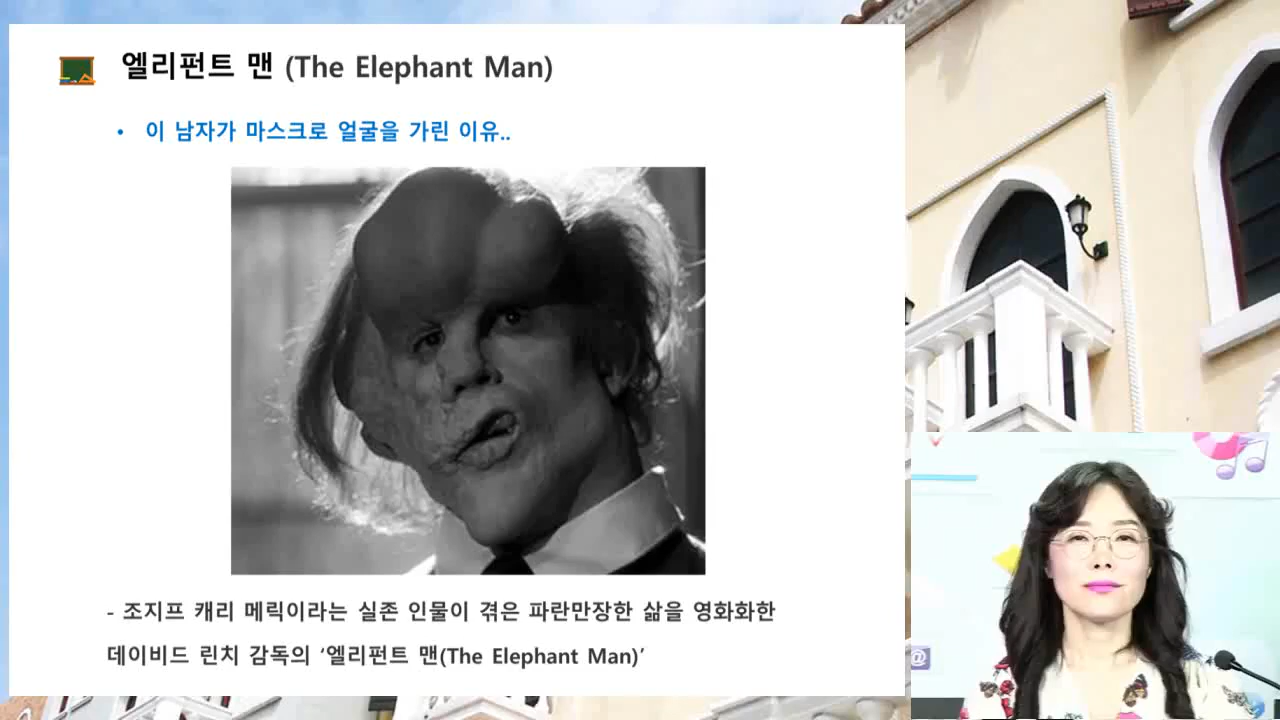 엘리펀트 맨 (The Elephant Man)
• 이 남자가 마스크로 얼굴을 가린 이유..
- 조지프 캐리 메릭이라는 실존 인물이 겪은 파란만장한 삶을 영화화한
데이비드 린치 감독의 ‘엘리펀트 맨(The Elephant Man)’
@